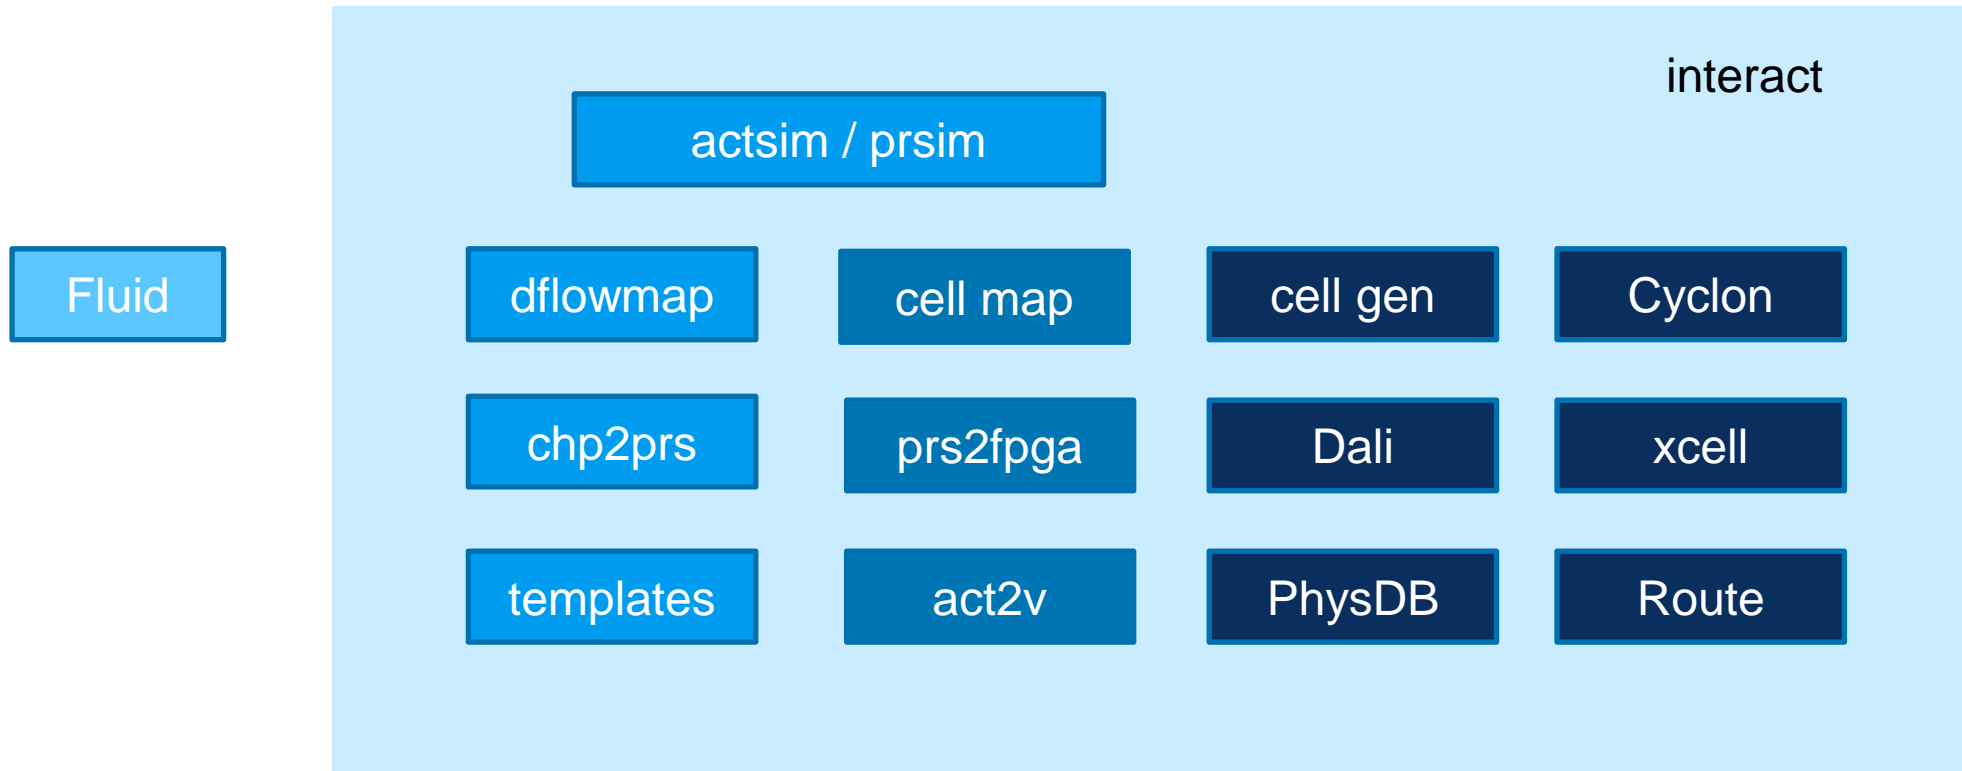 interact
actsim / prsim
Fluid
dflowmap
cell map
cell gen
Cyclon
chp2prs
prs2fpga
Dali
xcell
templates
act2v
PhysDB
Route